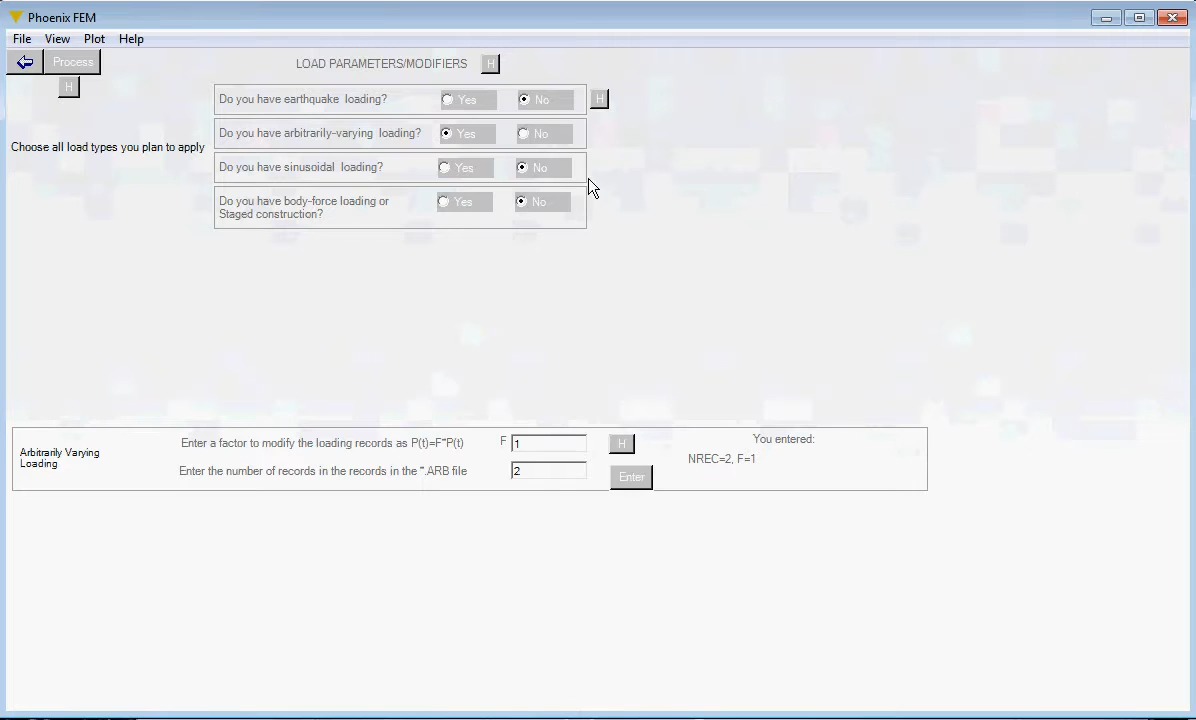 Phoenix FEM
File View Plot Help
Process
H
LOAD PARAMETERS/MODIFIERS H
Do you have earthquake loading? Yes No H
Do you have arbitrarily-varying loading? Yes No
Choose all load types you plan to apply
Do you have sinusoidal loading? Yes No
Do you have body-force loading or
Staged construction?
Yes No
Arbitrarily Varying
Loading
Enter a factor to modify the loading records as P(t)=F*P(t) F 1 H
Enter the number of records in the records in the *.ARB file 2 Enter
You entered:
NREC=2, F=1